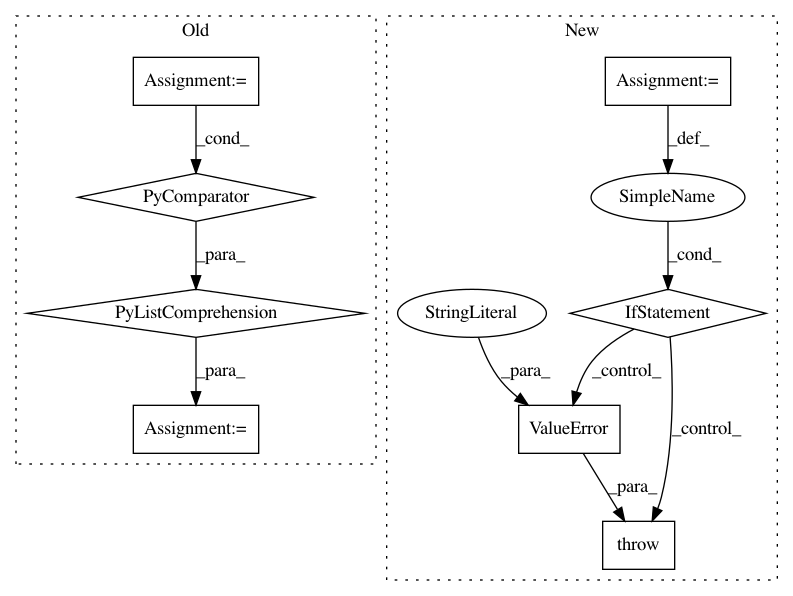 Old
Assignment:=
_cond_
PyComparator
_para_
PyListComprehension
_para_
Assignment:=
New
Assignment:=
_def_
SimpleName
_cond_
StringLiteral
IfStatement
_para_
_control_
_control_
ValueError
_para_
throw